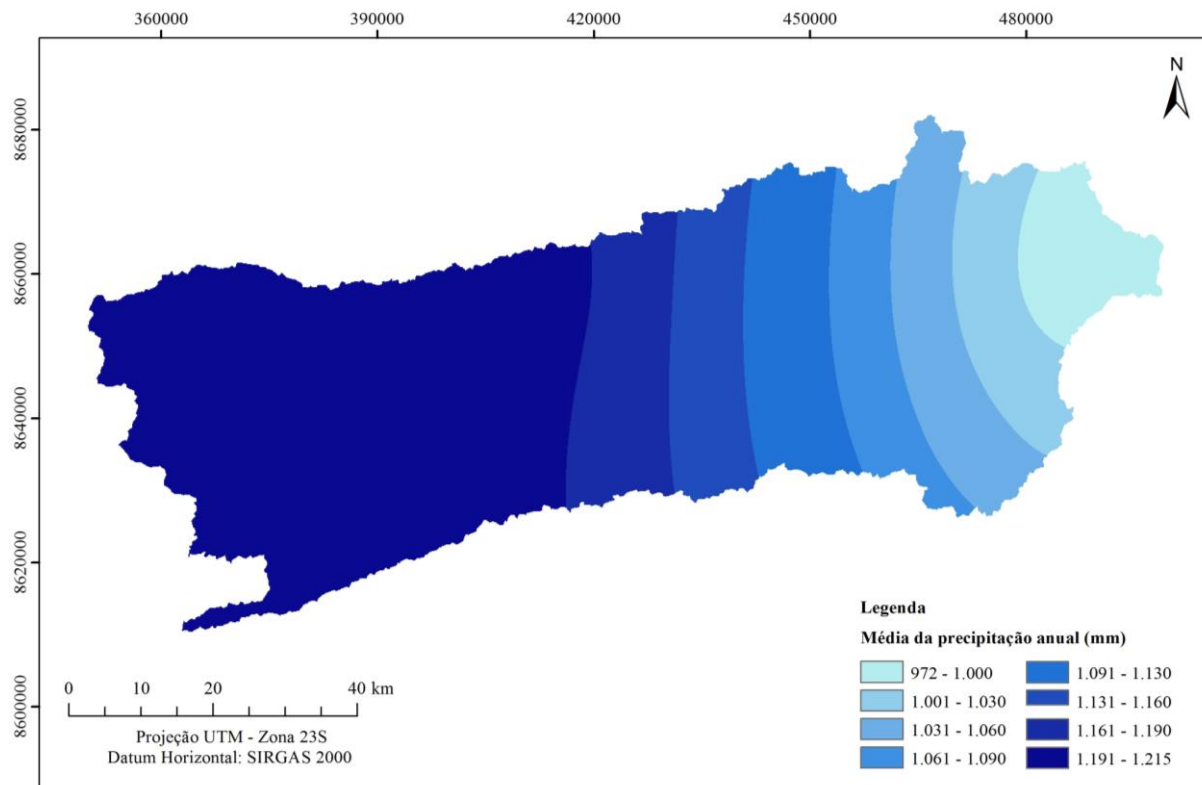 360000 390000 420000 450000 480000
N
8680000
8660000
8640000
8620000
8600000
Legenda
Média da precipitação anual (mm)
972 - 1.000
1.001 - 1.030
1.031 - 1.060
1.061 - 1.090
1.091 - 1.130
1.131 - 1.160
1.161 - 1.190
1.191 - 1.215
0 10 20 40 km
Projeção UTM - Zona 23S
Datum Horizontal: SIRGAS 2000